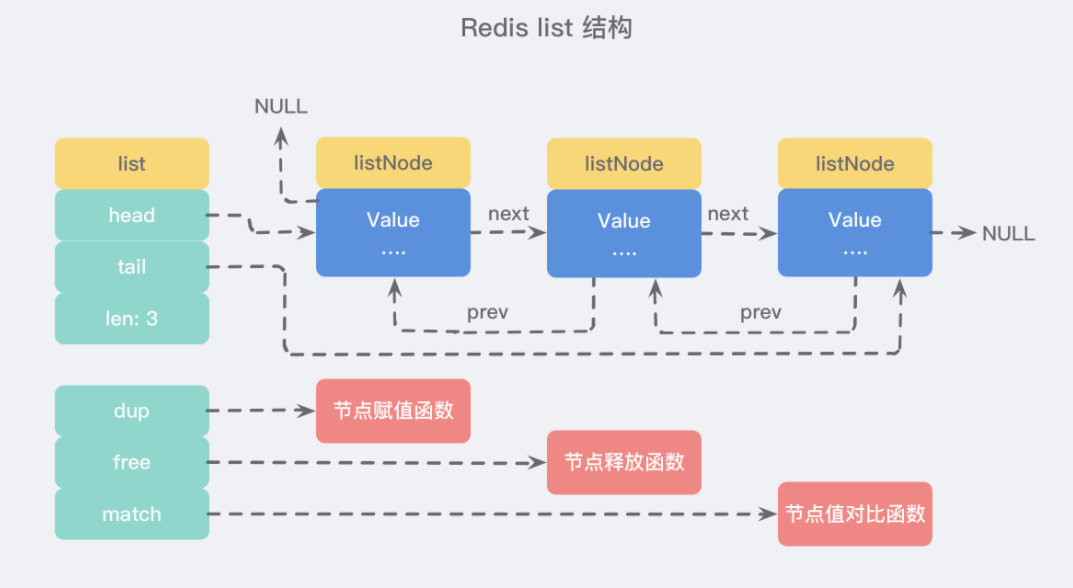 Redis list 结构
NULL
list
listNode
listNode
listNode
head
Value
....
next
Value
....
next
Value
....
NULL
tail
len: 3
prev
prev
dup
节点赋值函数
free
节点释放函数
match
节点值对比函数